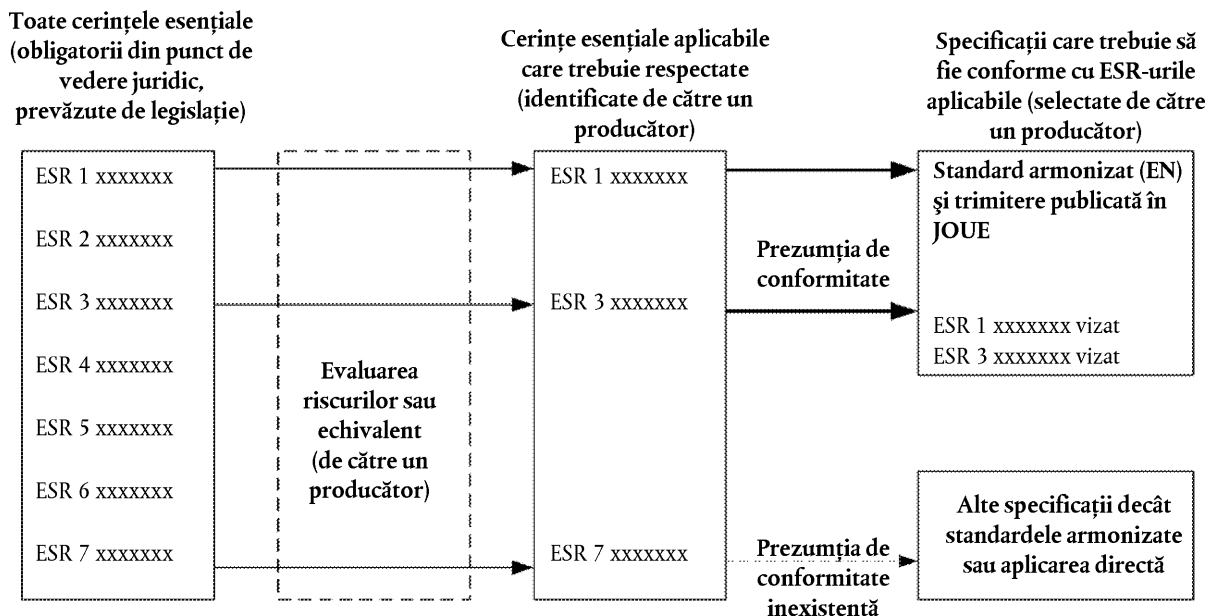 Toate cerințele esențiale
(obligatorii din punct de
vedere juridic,
prevăzute de legislație)
ESR 1 xxxxxxx
ESR 2 xxxxxxx
ESR 3 xxxxxxx
ESR 4 xxxxxxx
ESR 5 xxxxxxx
ESR 6 xxxxxxx
ESR 7 xxxxxxx
Evaluarea
riscurilor sau
echivalent
(de către un
producător)
Cerințe esențiale aplicabile
care trebuie respectate
(identificate de către un
producător)
ESR 1 xxxxxxx
ESR 3 xxxxxxx
ESR 7 xxxxxxx
Prezumția de
conformitate
Prezumția de
conformitate
inexistentă
Specificații care trebuie să
fie conforme cu ESR-urile
aplicabile (selectate de către
un producător)
Standard armonizat (EN)
şi trimitere publicată în
JOUE
ESR 1 xxxxxxx vizat
ESR 3 xxxxxxx vizat
Alte specificații decât
standardele armonizate
sau aplicarea directă